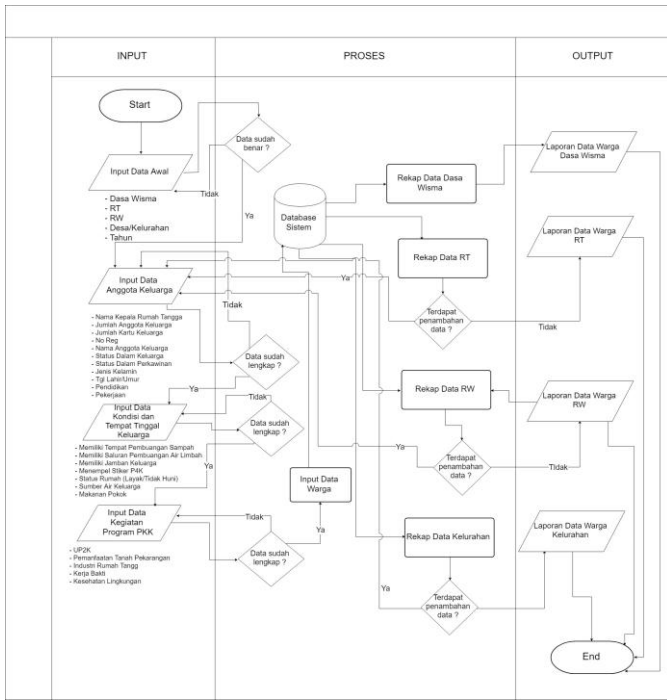 INPUT
PROSES
OUTPUT
Start
Data sudah
benar ?
Input Data Awal
Tidak
Ya
- Dasa Wisma
- RT
- RW
- Desa/Kelurahan
- Tahun
Input Data
Anggota Keluarga
Tidak
- Nama Kepala Rumah Tangga
- Jumlah Anggota Keluarga
- Jumlah Kartu Keluarga
- No Reg
- Nama Anggota Keluarga
- Status Dalam Keluarga
- Status Dalam Perkawinan
- Jenis Kelamin
- Tgl Lahir/Umur
- Pendidikan
- Pekerjaan
Data sudah
lengkap ?
Ya
Input Data
Kondisi dan
Tempat Tinggal
Keluarga
Tidak
Data sudah
lengkap ?
- Memiliki Tempat Pembuangan Sampah
- Memiliki Saluran Pembuangan Air Limbah
- Memiliki Jamban Keluarga
- Menempel Stiker P4K
- Status Rumah (Layak/Tidak Huni)
- Sumber Air Keluarga
- Makanan Pokok
Ya
Input Data
Kegiatan
Program PKK
Tidak
Data sudah
lengkap ?
Ya
- UP2K
- Pemanfaatan Tanah Pekarangan
- Industri Rumah Tangg
- Kerja Bakti
- Kesehatan Lingkungan
Input Data
Warga
Database
Sistem
Rekap Data Dasa
Wisma
Rekap Data RT
Ya
Terdapat
penambahan
data ?
Tidak
Rekap Data RW
Ya
Terdapat
penambahan
data ?
Tidak
Rekap Data Kelurahan
Ya
Terdapat
penambahan
data ?
Laporan Data Warga
Dasa Wisma
Laporan Data Warga
RT
Laporan Data Warga
RW
Laporan Data Warga
Kelurahan
End